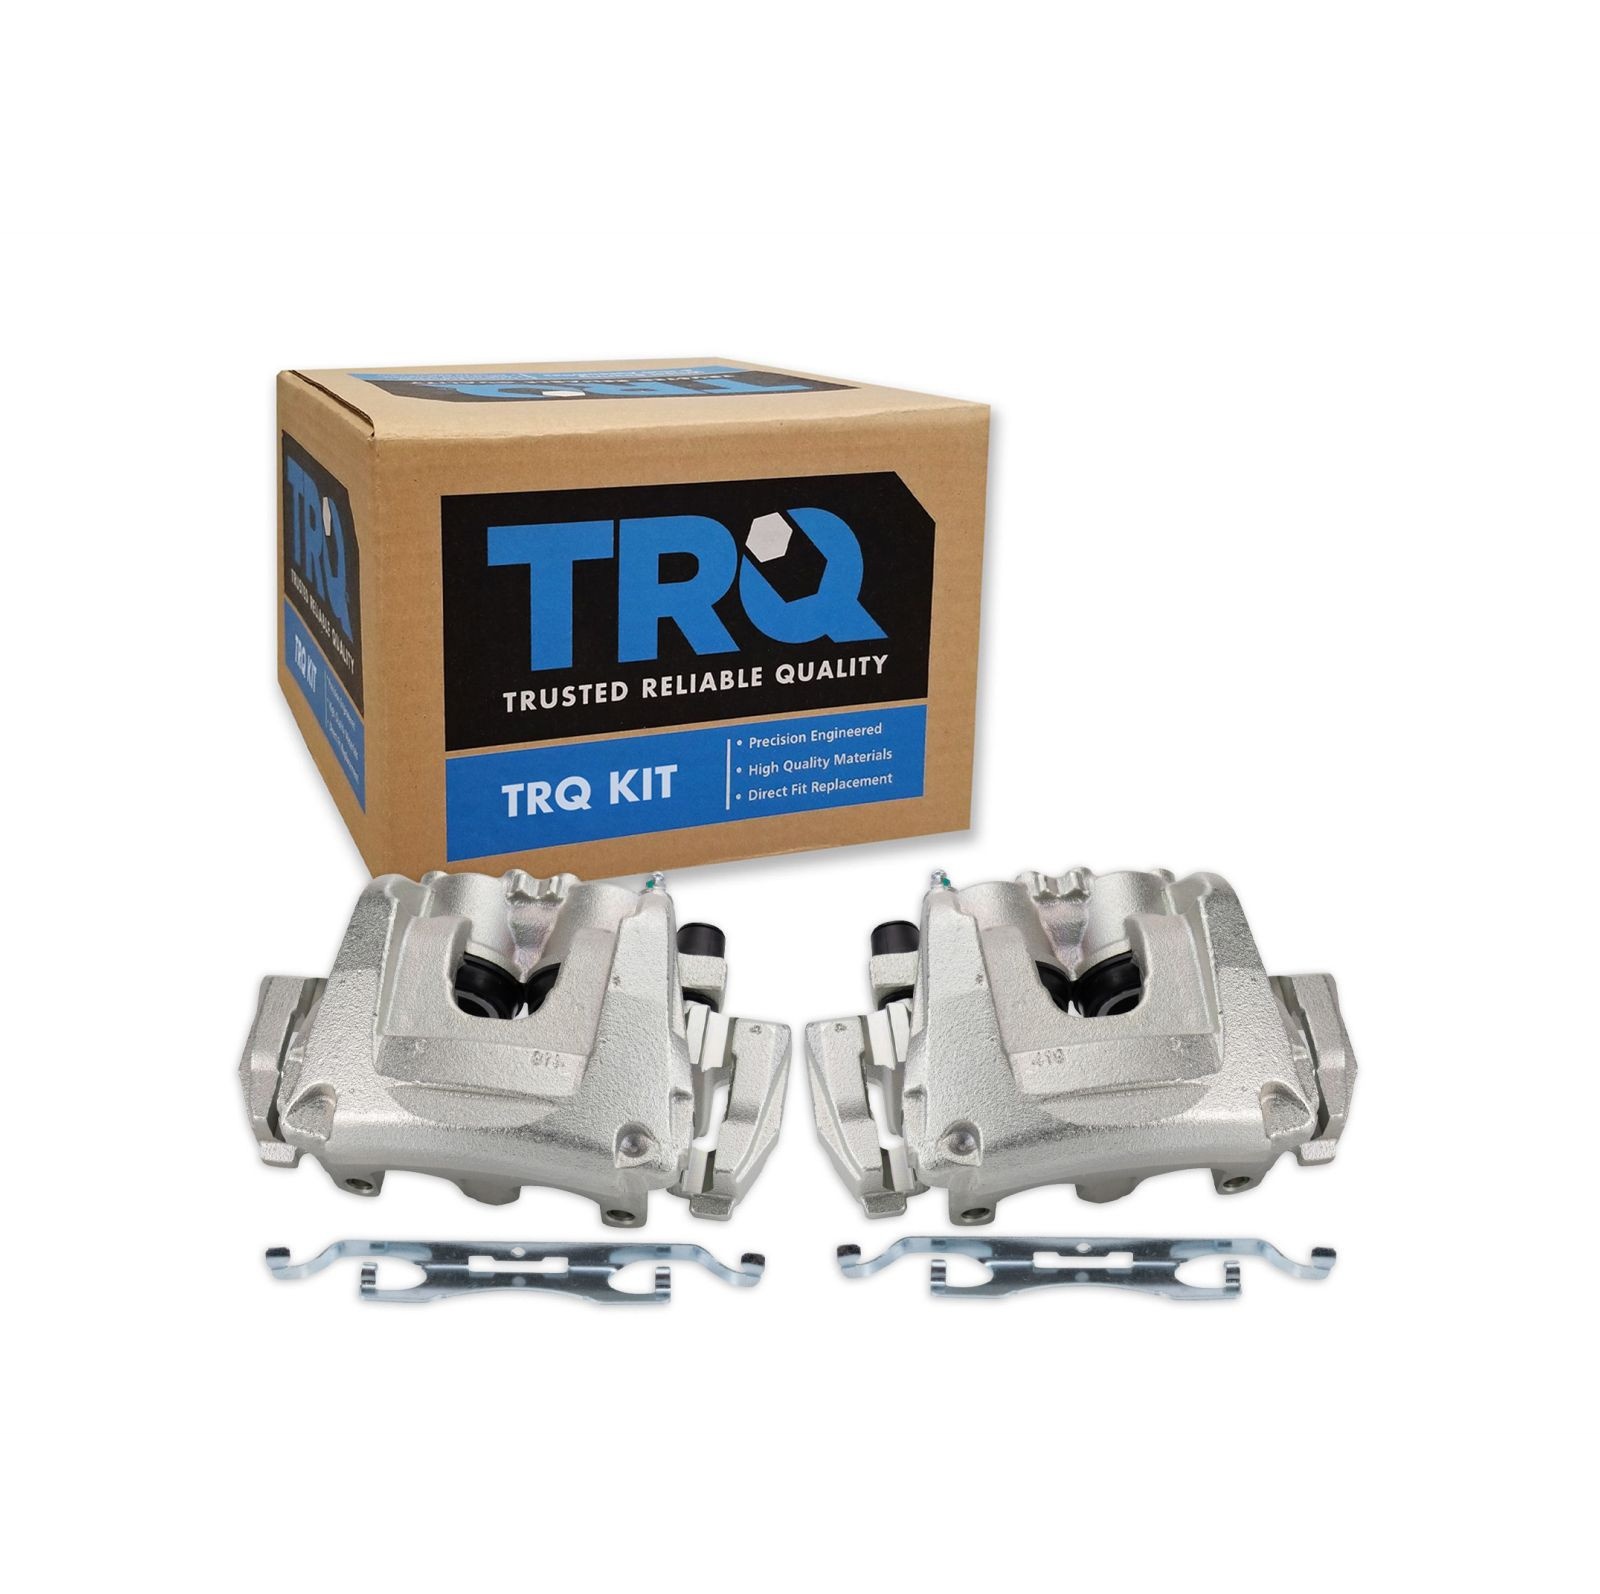 TRQ
TRUSTED RELIABLE QUALITY
TRQ KIT
• Precision Engineered
• High Quality Materials
• Direct Fit Replacement
TRQ
TRUSTED RELIABLE QUALITY
TRQ KIT
TRQ